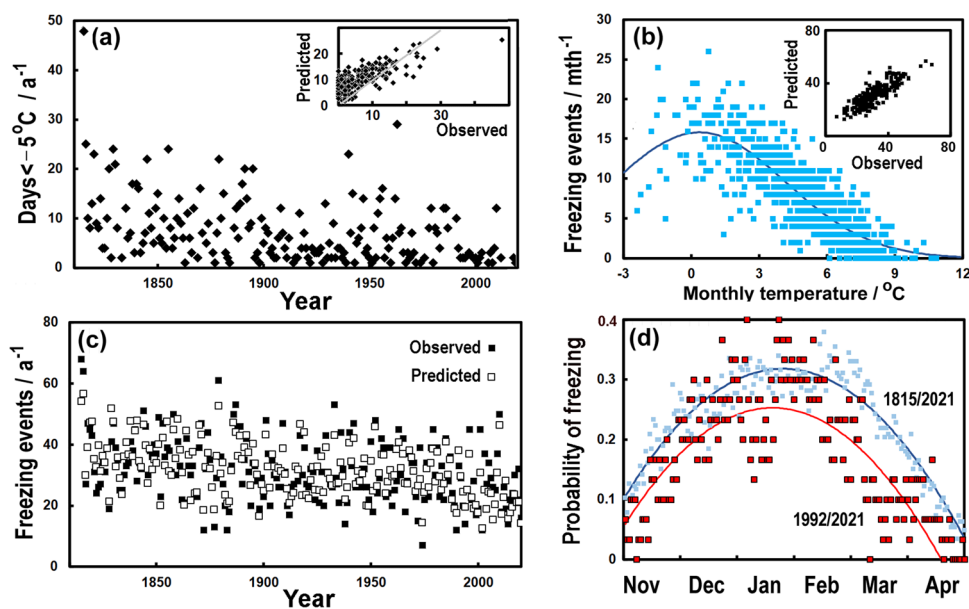 (a)
Days<−5°C / a⁻¹
50
40
30
20
10
0
1850
1900
1950
2000
Year
Predicted
30
20
10
0
10
30
Observed
(b)
Freezing events / mth⁻¹
30
25
20
15
10
5
0
-3
0
3
6
9
12
Monthly temperature / °C
Predicted
80
40
0
0
40
80
Observed
(c)
Freezing events / a⁻¹
80
60
40
20
0
1850
1900
1950
2000
Year
Observed
Predicted
(d)
Probability of freezing
0.4
0.3
0.2
0.1
0
1815/2021
1992/2021
Nov Dec Jan Feb Mar Apr